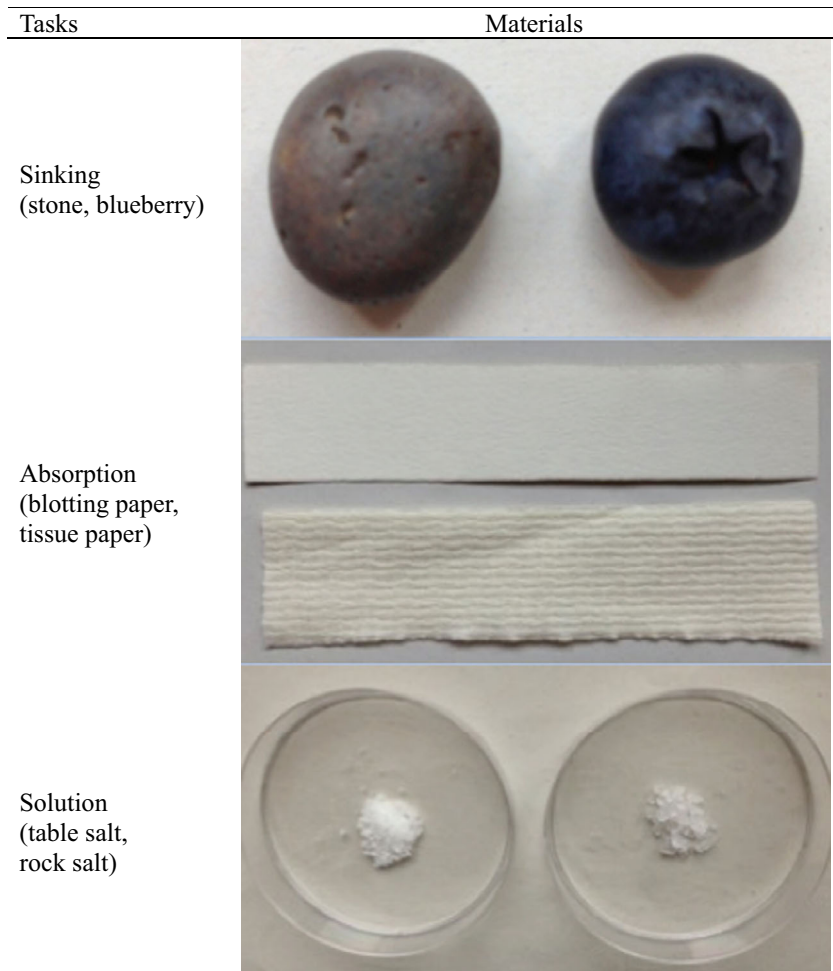 Tasks Materials
Sinking
(stone, blueberry)
Absorption
(blotting paper,
tissue paper)
Solution
(table salt,
rock salt)